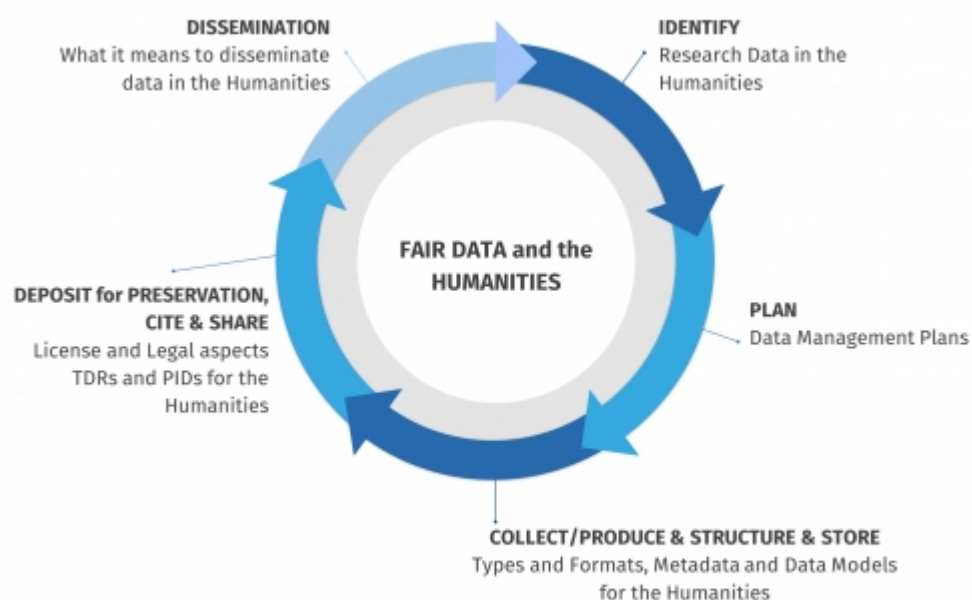 DISSEMINATION
What it means to disseminate
data in the Humanities
IDENTIFY
Research Data in the
Humanities
FAIR DATA and the
HUMANITIES
DEPOSIT for PRESERVATION,
CITE & SHARE
License and Legal aspects
TDRs and PIDs for the
Humanities
PLAN
Data Management Plans
COLLECT/PRODUCE & STRUCTURE & STORE
Types and Formats, Metadata and Data Models
for the Humanities